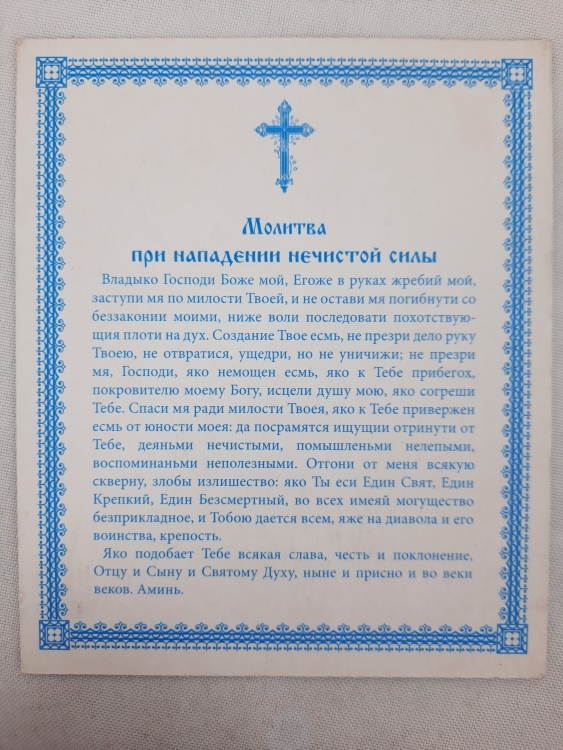 Молитва
при нападении нечистой силы
Владыко Господи Боже мой, Егоже в руках жребий мой,
заступи мя по милости Твоей, и не остави мя погибнути со
беззаконии моими, ниже воли последовати похотствую-
щия плоти на дух. Создание Твое есмь, не презри дело руку
Твоею, не отвратися, ущедри, но не уничижи; не презри
мя, Господи, яко немощен есмь, яко к Тебе прибегох,
покровителю моему Богу, исцели душу мою, яко согреши
Тебе. Спаси мя ради милости Твоея, яко к Тебе привержен
есмь от юности моея: да посрамятся ищущии отринути от
Тебе, деяньми нечистыми, помышленьми нелепыми,
воспоминаньми неполезными. Отгони от меня всякую
скверну, злобы излишество: яко Ты еси Един Свят, Един
Крепкий, Един Безсмертный, во всех имеяй могущество
безприкладное, и Тобою дается всем, яже на диавола и его
воинства, крепость.
Яко подобает Тебе всякая слава, честь и поклонение,
Отцу и Сыну и Святому Духу, ныне и присно и во веки
веков. Аминь.